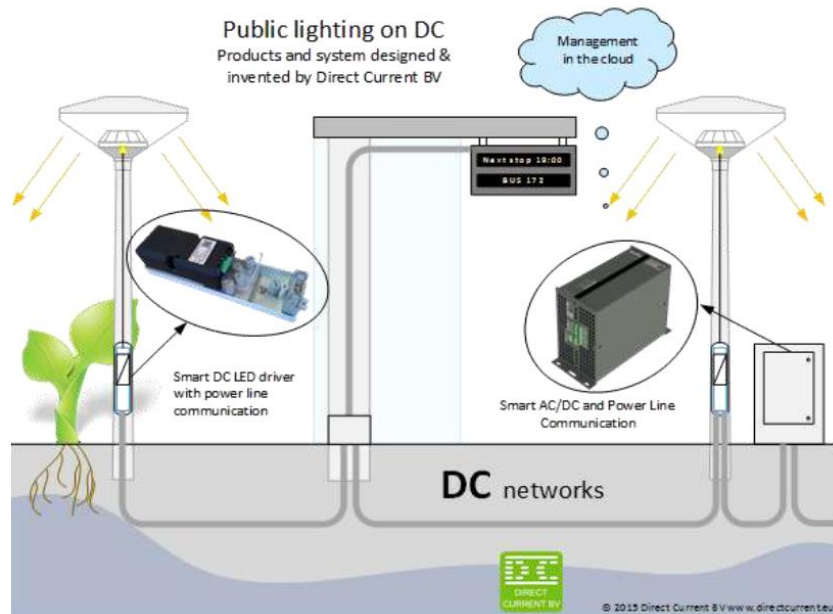 Public lighting on DC
Products and system designed &
invented by Direct Current BV
Management
in the cloud
Next stop 19:00
BUS 172
Smart DC LED driver
with power line
communication
Smart AC/DC and Power Line
Communication
DC networks
DC
DIRECT
CURRENT BV
© 2015 Direct Current BV www.directcurrent.eu